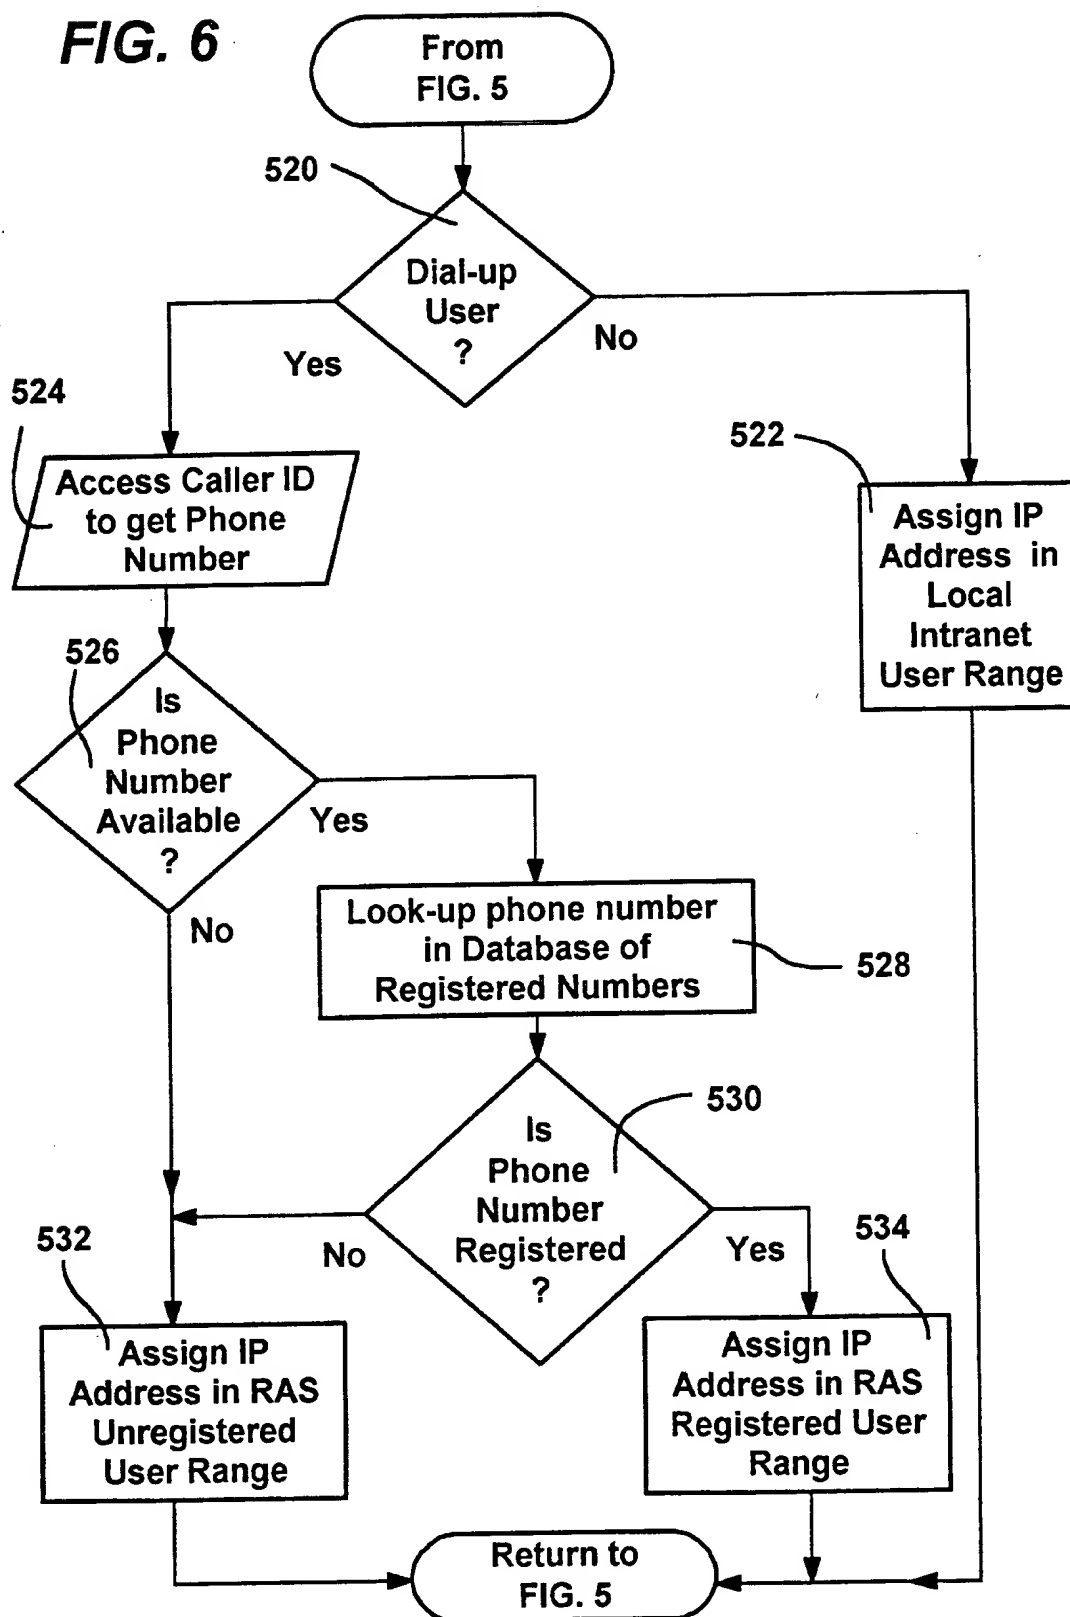 FIG. 6
From
FIG. 5
520
Dial-up
User
?
Yes
No
524
Access Caller ID
to get Phone
Number
522
Assign IP
Address in
Local
Intranet
User Range
526
Is
Phone
Number
Available
?
Yes
No
Look-up phone number
in Database of
Registered Numbers
528
530
Is
Phone
Number
Registered
?
No
Yes
532
Assign IP
Address in RAS
Unregistered
User Range
534
Assign IP
Address in RAS
Registered User
Range
Return to
FIG. 5